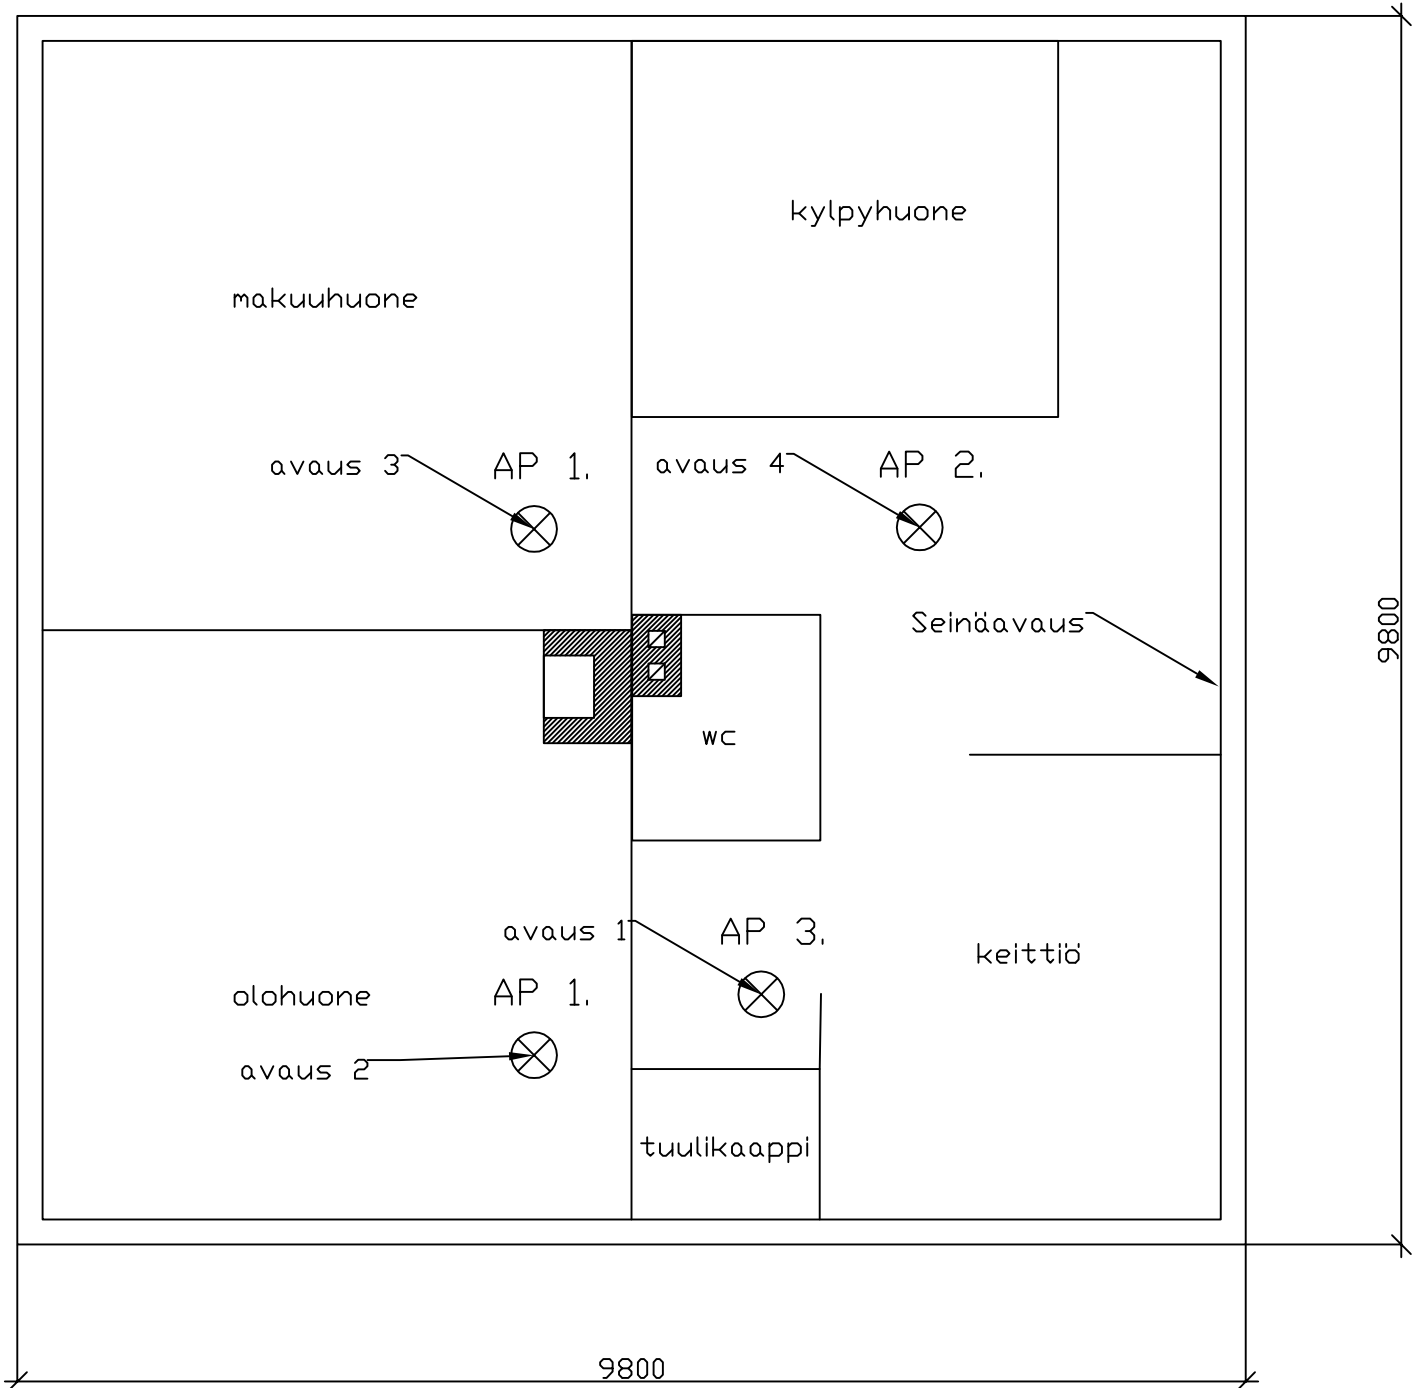 kylpyhuone
makuuhuone
avaus 3
AP 1.
avaus 4
AP 2.
Seinäavaus
9800
wc
avaus 1
AP 3.
keittiö
olohuone
AP 1.
avaus 2
tuulikaappi
9800